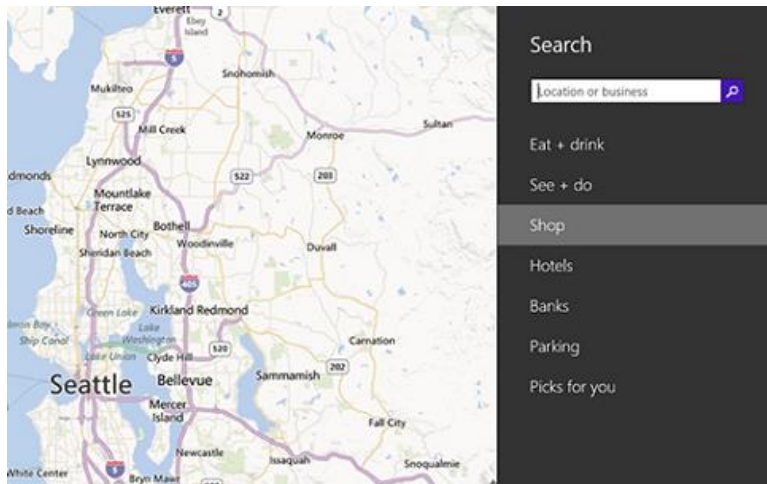 Everett
2
Ebey
Island
5
Mukilteo
Snohomish
525
Mill Creek
Sultan
Monroe
Lynnwood
522
203
dmonds
Mountlake
Terrace
d Beach
Shoreline
North City
Bothell
Woodinville
Duvall
Sheridan Beach
405
Green Lake
Kirkland Redmond
Bay
Ship Canal
Lake
Washington
520
Carnation
Lake Union
Clyde Hill
202
Seattle
Bellevue
Sammamish
Mercer
Island
Fall City
Newcastle
Issaquah
Snoqualmie
White Center
5
Bryn Mawr
Search
Location or business
Eat + drink
See + do
Shop
Hotels
Banks
Parking
Picks for you